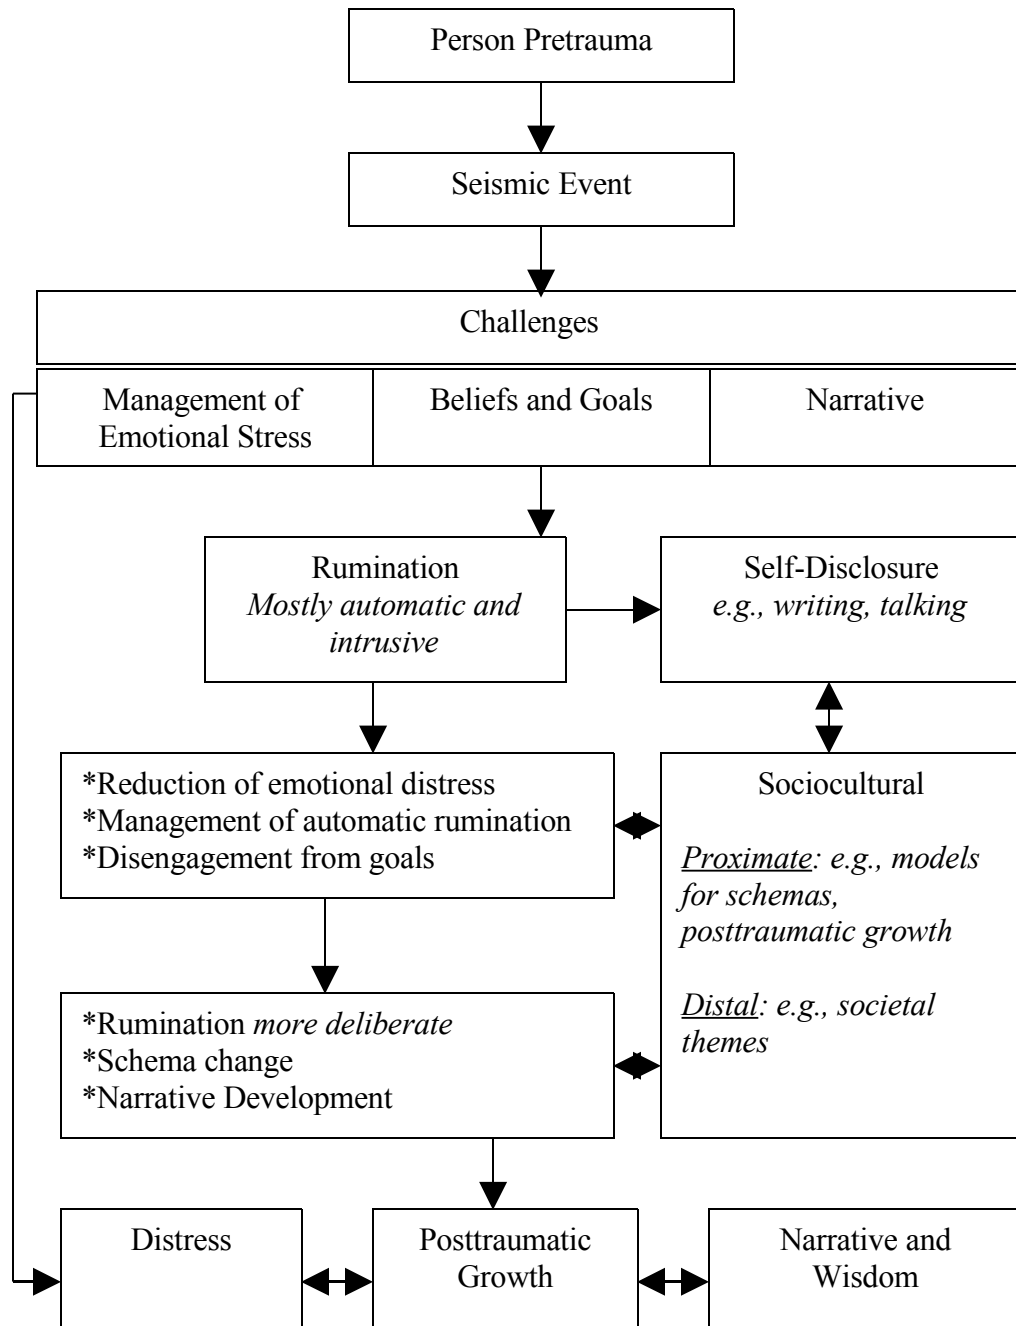 Person Pretrauma
Seismic Event
Challenges
Management of
Emotional Stress
Beliefs and Goals
Narrative
Rumination
Mostly automatic and
intrusive
Self-Disclosure
e.g., writing, talking
*Reduction of emotional distress
*Management of automatic rumination
*Disengagement from goals
Sociocultural
Proximate: e.g., models
for schemas,
posttraumatic growth
Distal: e.g., societal
themes
*Rumination more deliberate
*Schema change
*Narrative Development
Distress
Posttraumatic
Growth
Narrative and
Wisdom